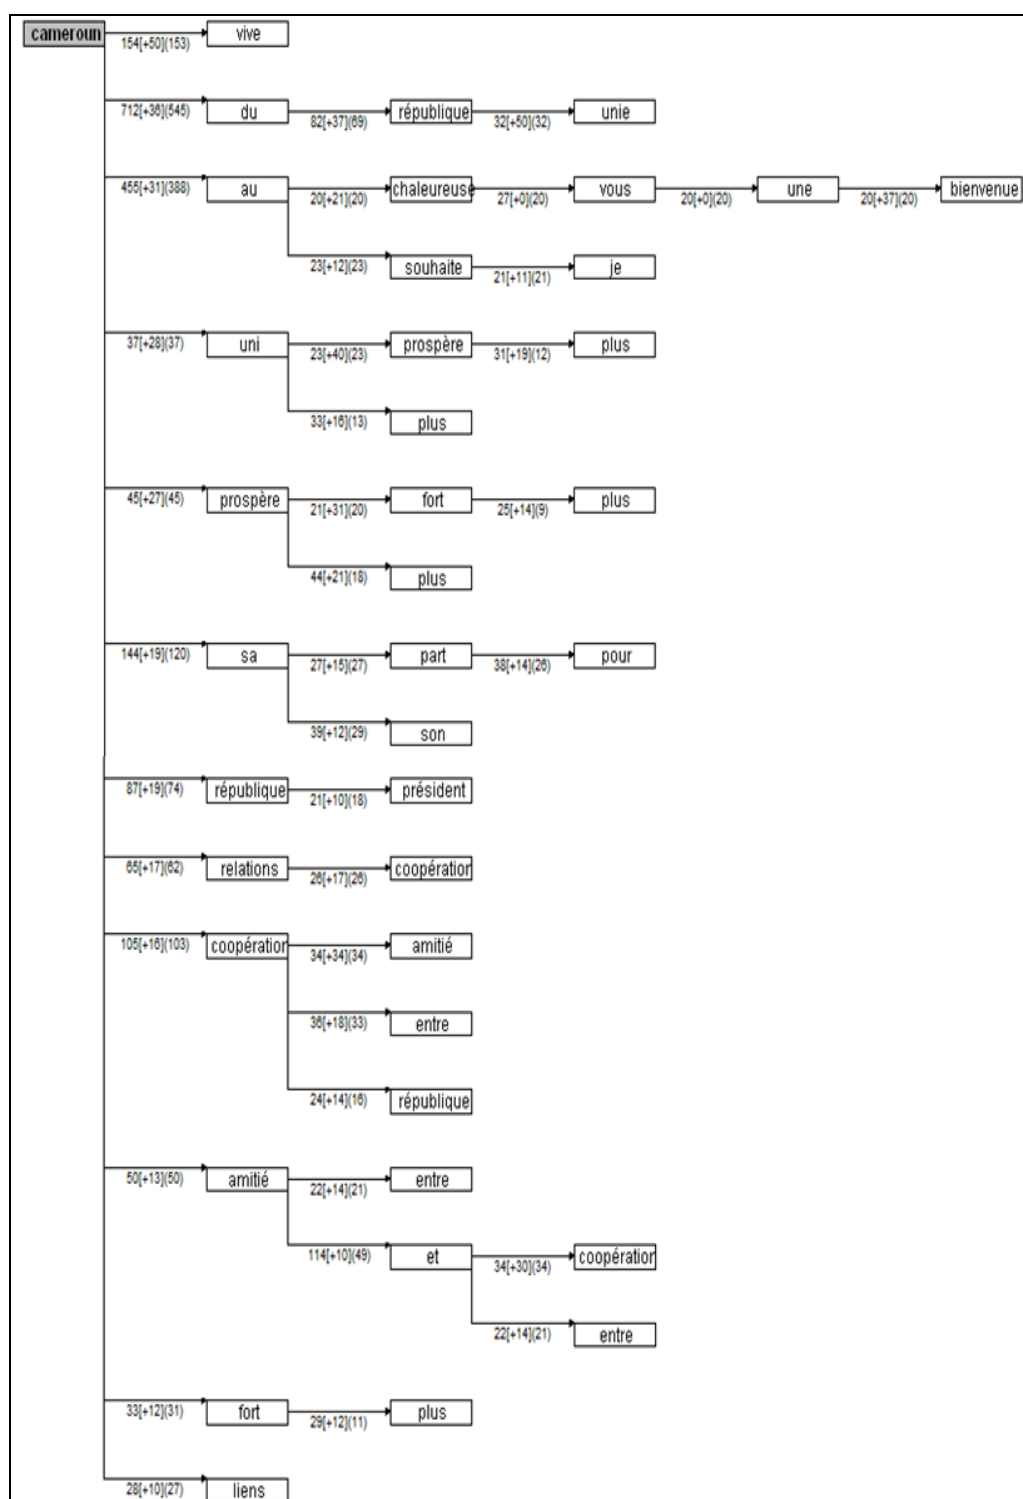 cameroun vive
154[+50](153)
du république unie
712[+36](545) 82[+37](69) 32[+50](32)
au chaleureuse vous une bienvenue
455[+31](388) 20[+21](20) 27[+0](20) 20[+0](20) 20[+37](20)
souhaite je
23[+12](23) 21[+11](21)
uni prospère plus
37[+28](37) 23[+40](23) 31[+19](12)
plus
33[+16](13)
prospère fort plus
45[+27](45) 21[+31](20) 25[+14](9)
plus
44[+21](18)
sa part pour
144[+19](120) 27[+15](27) 38[+14](26)
son
39[+12](29)
république président
87[+19](74) 21[+10](18)
relations coopération
65[+17](62) 26[+17](26)
coopération amitié
105[+16](103) 34[+34](34)
entre
36[+18](33)
république
24[+14](16)
amitié entre
50[+13](50) 22[+14](21)
et coopération
114[+10](49) 34[+30](34)
entre
22[+14](21)
fort plus
33[+12](31) 29[+12](11)
liens
28[+10](27)